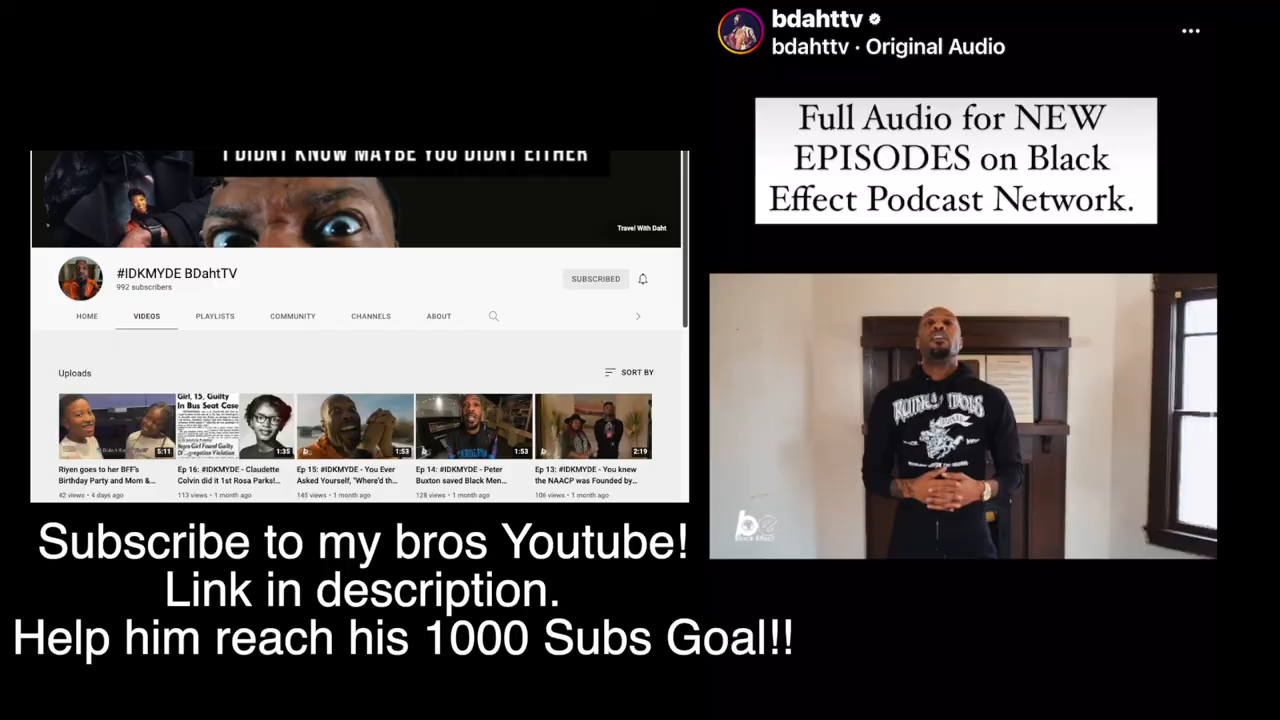 bdahttv
bdahttv · Original Audio
Full Audio for NEW
EPISODES on Black
Effect Podcast Network.
I DIDNT KNOW MAYBE YOU DIDNT EITHER
Travel With Daht
#IDKMYDE BDahtTV
992 subscribers
SUBSCRIBED
HOME
VIDEOS
PLAYLISTS
COMMUNITY
CHANNELS
ABOUT
Uploads
SORT BY
Girl, 15, Guilty
In Bus Seat Case
Negro Girl Found Guilty
5:11
1:35
1:53
1:53
2:19
Riyen goes to her BFF's
Birthday Party and Mom &...
42 views • 4 days ago
Ep 16: #IDKMYDE - Claudette
Colvin did it 1st Rosa Parks!...
113 views • 1 month ago
Ep 15: #IDKMYDE - You Ever
Asked Yourself, "Where'd th...
145 views • 1 month ago
Ep 14: #IDKMYDE - Peter
Buxton saved Black Men...
128 views • 1 month ago
Ep 13: #IDKMYDE - You knew
the NAACP was Founded by...
106 views • 1 month ago
Black Effect
Subscribe to my bros Youtube!
Link in description.
Help him reach his 1000 Subs Goal!!